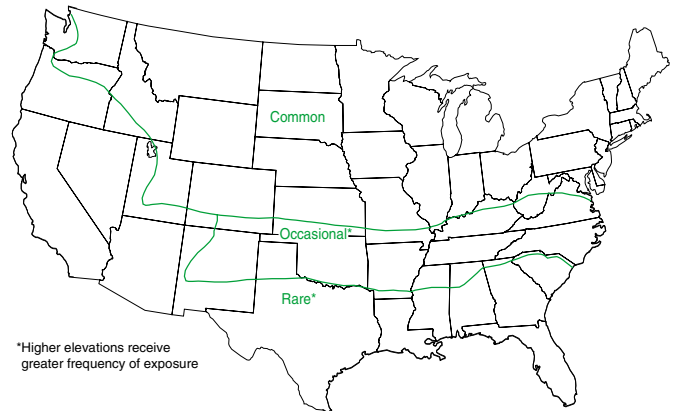 Common
Occasional*
Rare*
*Higher elevations receive
greater frequency of exposure